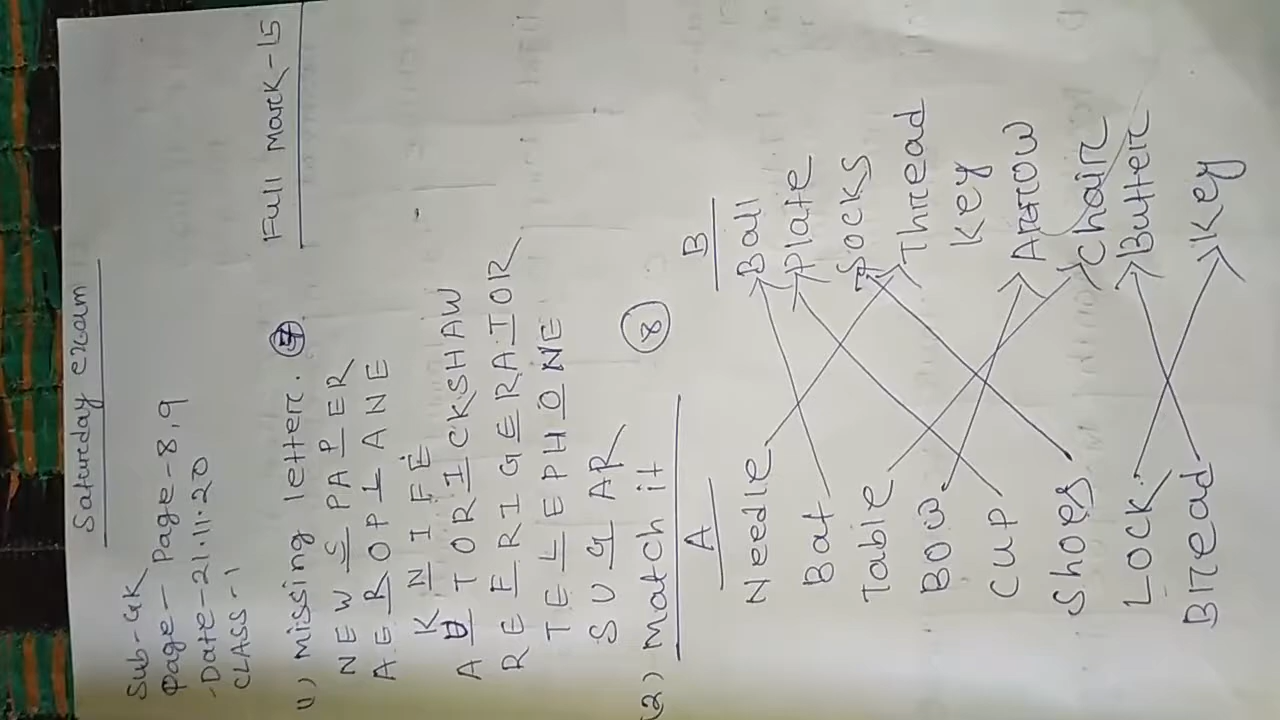 Saturday exam
Sub-GK
Page- Page-8,9
Date-21.11.20
CLASS-1
Full Mark-15
1) Missing letter. 7
NEWSPAPER
AEROPLANE
KNIFE
AUTORICKSHAW
REFRIGERATOR
TELEPHONE
SUGAR
(2) Match it 8
A B
Needle Ball
Bat Plate
Table Socks
Bow Thread
Cup Key
Shoes Arrow
Lock Chair
Bread Butter
Key